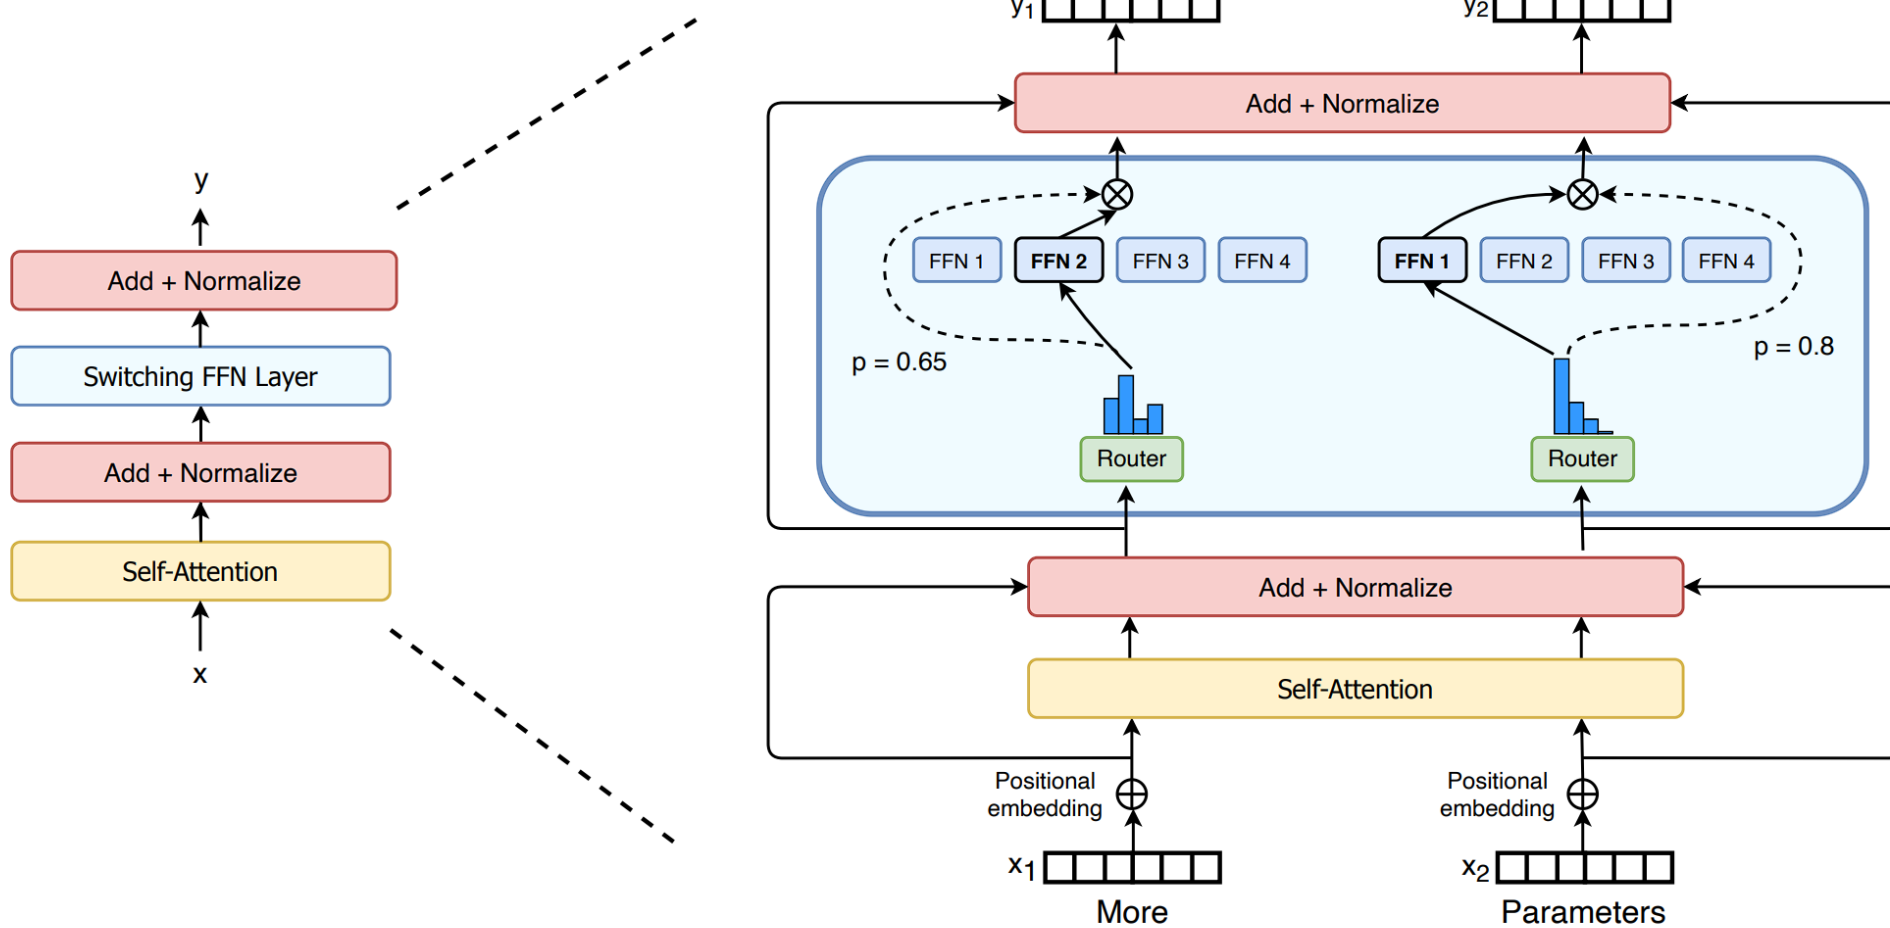 y
Add + Normalize
Switching FFN Layer
Add + Normalize
Self-Attention
x
y1
y2
Add + Normalize
FFN 1
FFN 2
FFN 3
FFN 4
FFN 1
FFN 2
FFN 3
FFN 4
p = 0.65
p = 0.8
Router
Router
Add + Normalize
Self-Attention
Positional
embedding
Positional
embedding
x1
x2
More
Parameters